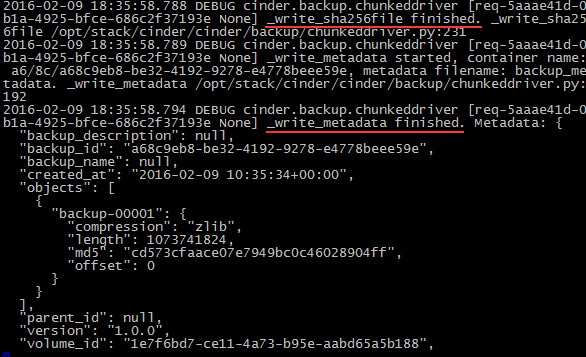 2016-02-09 18:35:58.788 DEBUG cinder.backup.chunkeddriver [req-5aaae41d-0
b1a-4925-bfce-686c2f37193e None] _write_sha256file finished. _write_sha25
6file /opt/stack/cinder/cinder/backup/chunkeddriver.py:231
2016-02-09 18:35:58.789 DEBUG cinder.backup.chunkeddriver [req-5aaae41d-0
b1a-4925-bfce-686c2f37193e None] _write_metadata started, container name:
a6/8c/a68c9eb8-be32-4192-9278-e4778beee59e, metadata filename: backup_me
tadata. _write_metadata /opt/stack/cinder/cinder/backup/chunkeddriver.py:
192
2016-02-09 18:35:58.794 DEBUG cinder.backup.chunkeddriver [req-5aaae41d-0
b1a-4925-bfce-686c2f37193e None] _write_metadata finished. Metadata: {
"backup_description": null,
"backup_id": "a68c9eb8-be32-4192-9278-e4778beee59e",
"backup_name": null,
"created_at": "2016-02-09 10:35:34+00:00",
"objects": [
{
"backup-00001": {
"compression": "zlib",
"length": 1073741824,
"md5": "cd573cfaace07e7949bc0c46028904ff",
"offset": 0
}
}
],
"parent_id": null,
"version": "1.0.0",
"volume_id": "1e7f6bd7-ce11-4a73-b95e-aabd65a5b188",